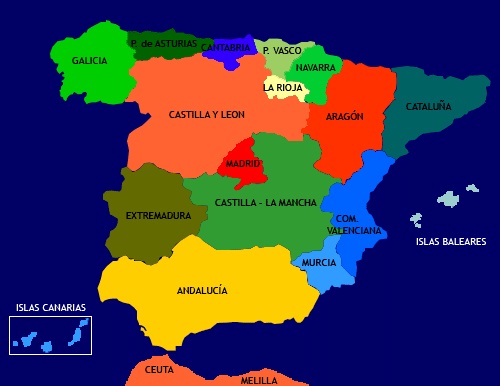 GALICIA
P. de ASTURIAS
CANTABRIA
P. VASCO
NAVARRA
LA RIOJA
CASTILLA Y LEON
ARAGÓN
CATALUÑA
MADRID
EXTREMADURA
CASTILLA - LA MANCHA
COM.
VALENCIANA
ISLAS BALEARES
MURCIA
ANDALUCÍA
ISLAS CANARIAS
CEUTA
MELILLA